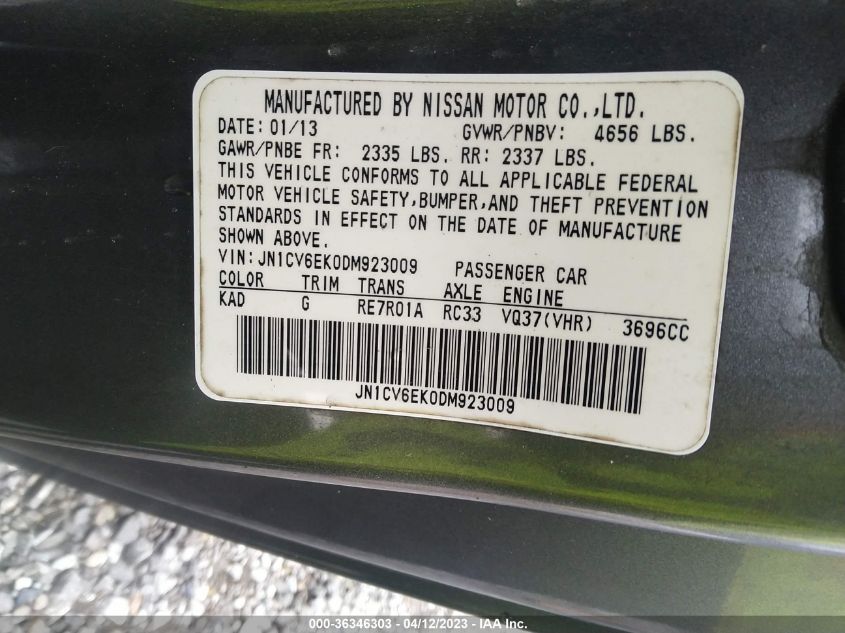 MANUFACTURED BY NISSAN MOTOR CO.,LTD.
DATE: 01/13 GVWR/PNBV: 4656 LBS.
GAWR/PNBE FR: 2335 LBS. RR: 2337 LBS.
THIS VEHICLE CONFORMS TO ALL APPLICABLE FEDERAL
MOTOR VEHICLE SAFETY,BUMPER,AND THEFT PREVENTION
STANDARDS IN EFFECT ON THE DATE OF MANUFACTURE
SHOWN ABOVE.
VIN:JN1CV6EK0DM923009 PASSENGER CAR
COLOR TRIM TRANS AXLE ENGINE
KAD G RE7R01A RC33 VQ37(VHR) 3696CC
JN1CV6EK0DM923009
000-36346303 - 04/12/2023 - IAA Inc.